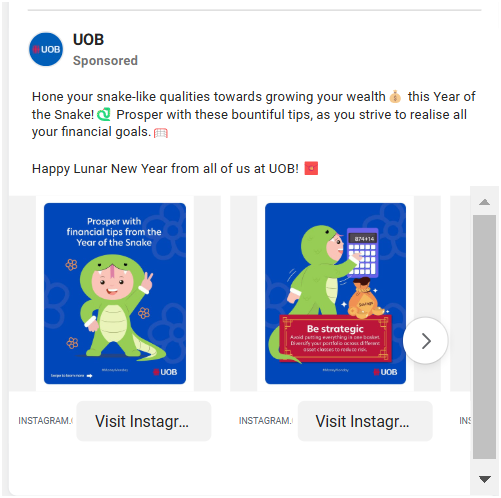 UOB
UOB
Sponsored
Hone your snake-like qualities towards growing your wealth💰 this Year of
the Snake!🐍 Prosper with these bountiful tips, as you strive to realise all
your financial goals.🥅
Happy Lunar New Year from all of us at UOB! 🧧
Prosper with
financial tips from the
Year of the Snake
Swipe to learn more
UOB
874+14
Be strategic
Avoid putting everything in one basket.
Diversify your portfolio across different
asset classes to reduce risk.
UOB
INSTAGRAM.
Visit Instagr...
INSTAGRAM.
Visit Instagr...
INS